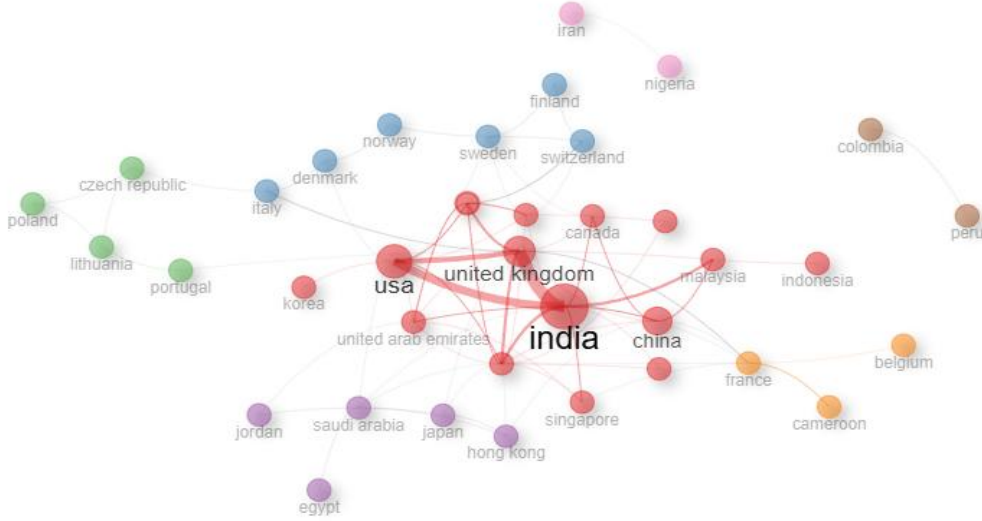 iran
nigeria
finland
colombia
norway
sweden
switzerland
denmark
czech republic
italy
poland
canada
peru
lithuania
united kingdom
malaysia
indonesia
portugal
usa
korea
united arab emirates
india
china
belgium
france
singapore
cameroon
jordan
saudi arabia
japan
hong kong
egypt